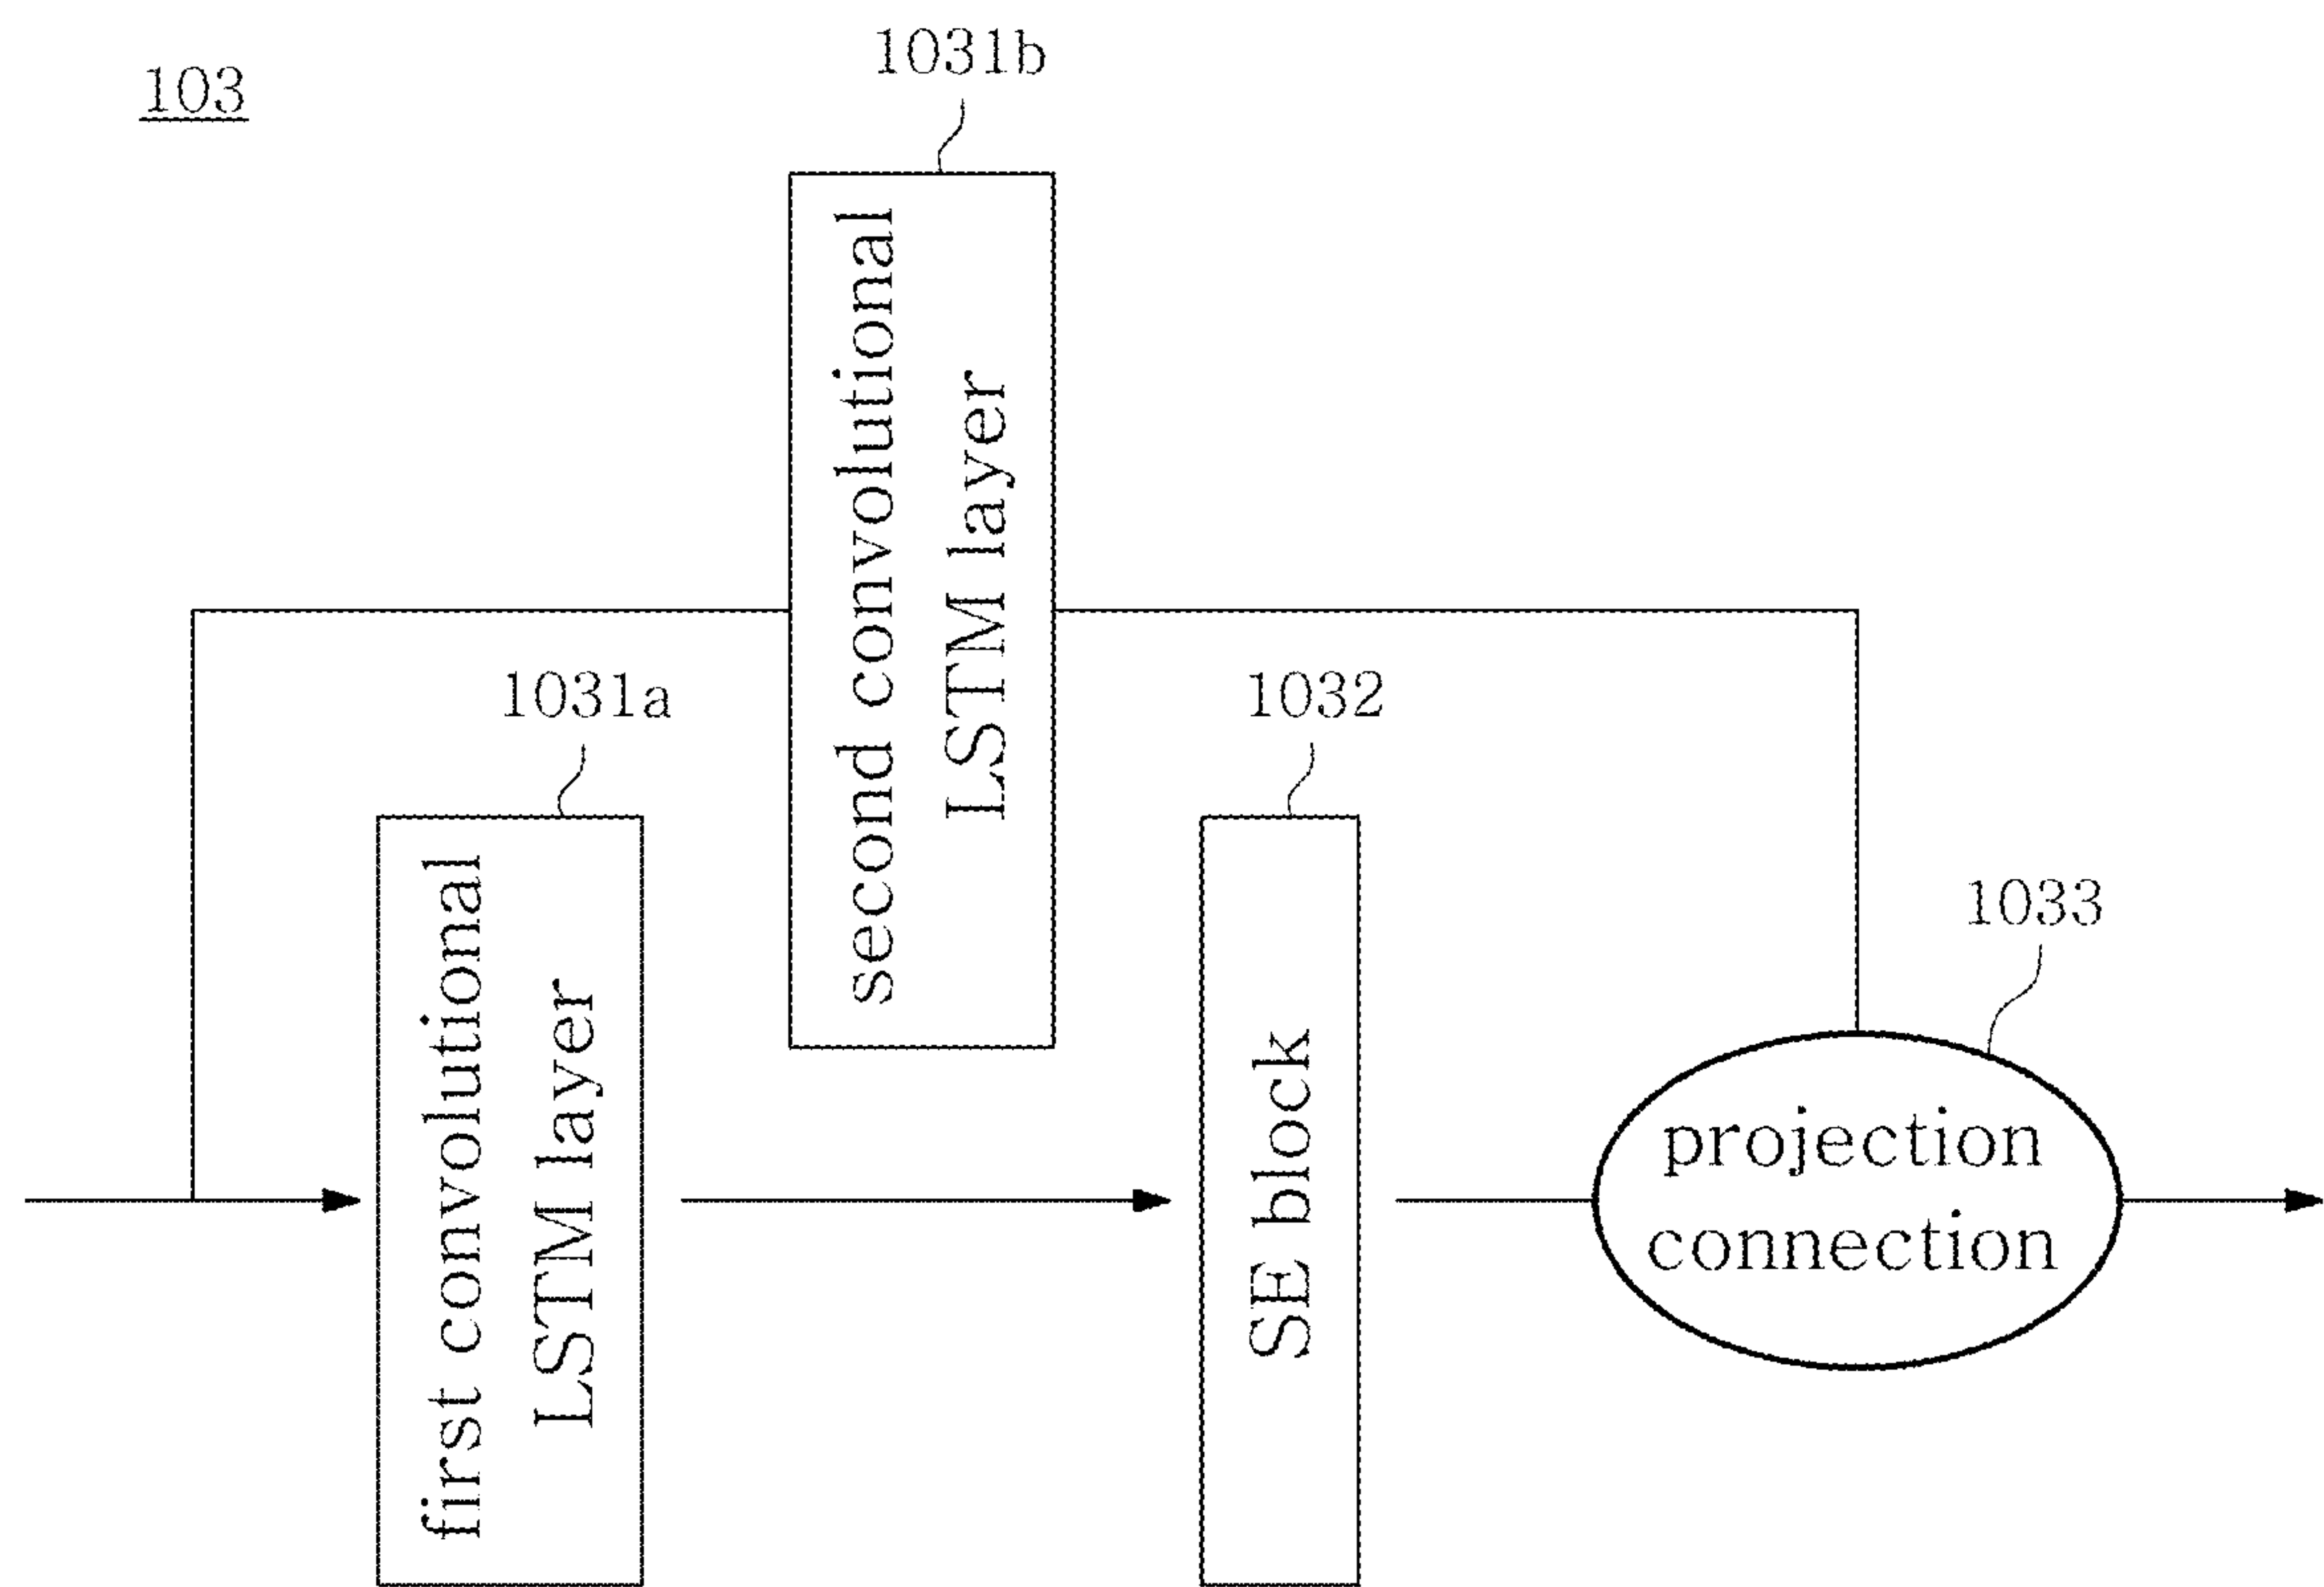 103
1031b
second convolutional
LSTM layer
1031a
first convolutional
LSTM layer
1032
SE block
1033
projection
connection